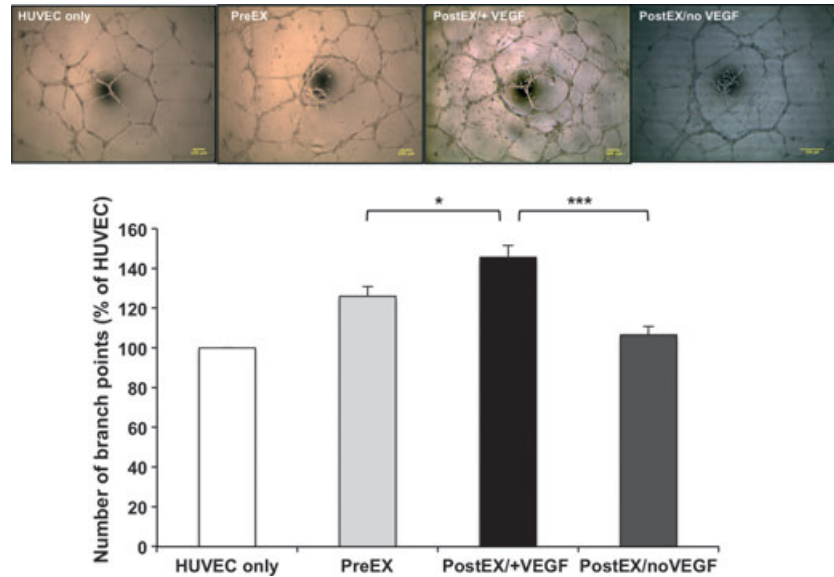 HUVEC only
PreEX
PostEX/+ VEGF
PostEX/no VEGF
* ***
Number of branch points (% of HUVEC)
160
140
120
100
80
60
40
20
0
HUVEC only PreEX PostEX/+VEGF PostEX/noVEGF